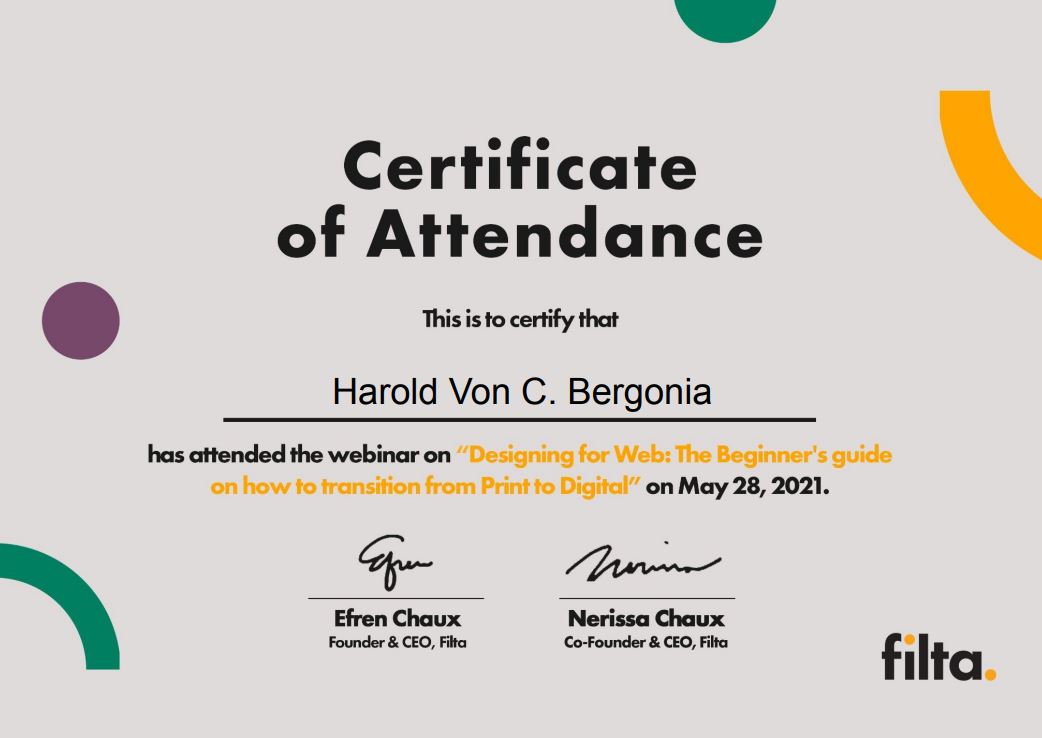 Certificate
of Attendance
This is to certify that
Harold Von C. Bergonia
has attended the webinar on “Designing for Web: The Beginner's guide
on how to transition from Print to Digital” on May 28, 2021.
Efren
Nerissa
Efren Chaux
Nerissa Chaux
Founder & CEO, Filta
Co-Founder & CEO, Filta
filta.